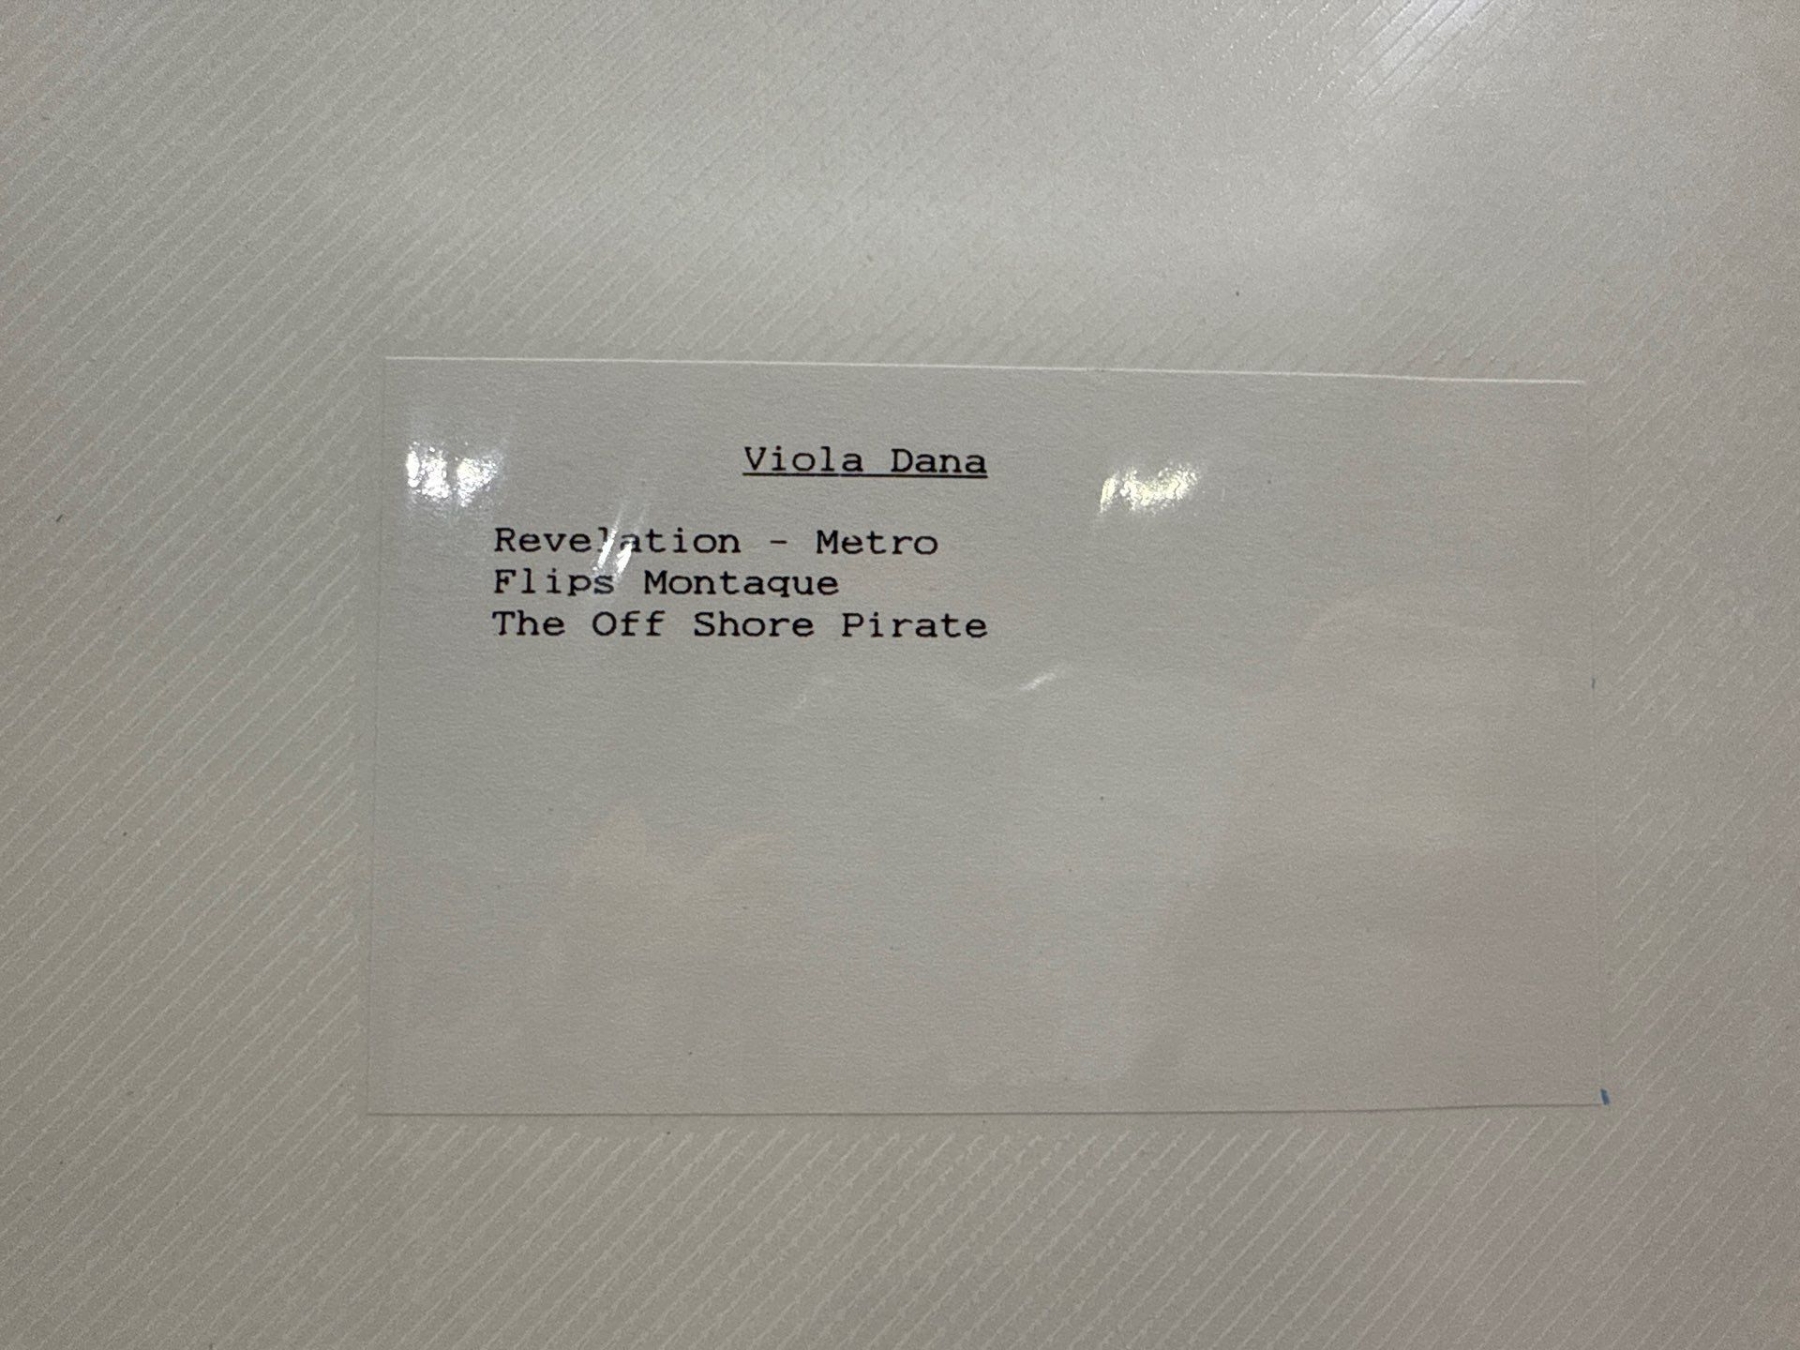 Viola Dana
Revelation - Metro
Flips Montaque
The Off Shore Pirate